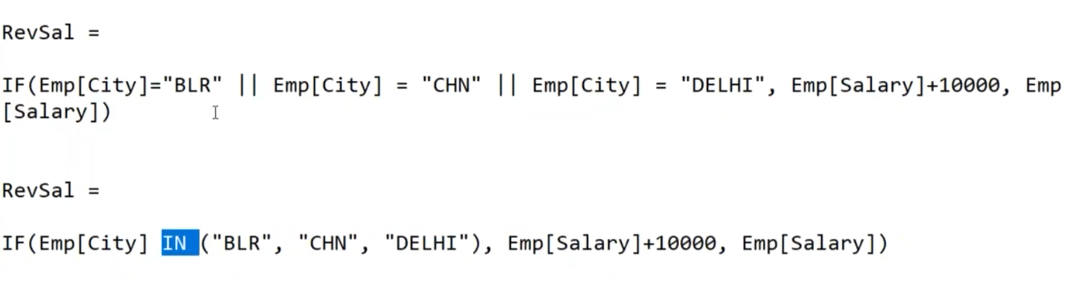 RevSal =
IF(Emp[City]="BLR" || Emp[City] = "CHN" || Emp[City] = "DELHI", Emp[Salary]+10000, Emp
[Salary])
RevSal =
IF(Emp[City] IN ("BLR", "CHN", "DELHI"), Emp[Salary]+10000, Emp[Salary])